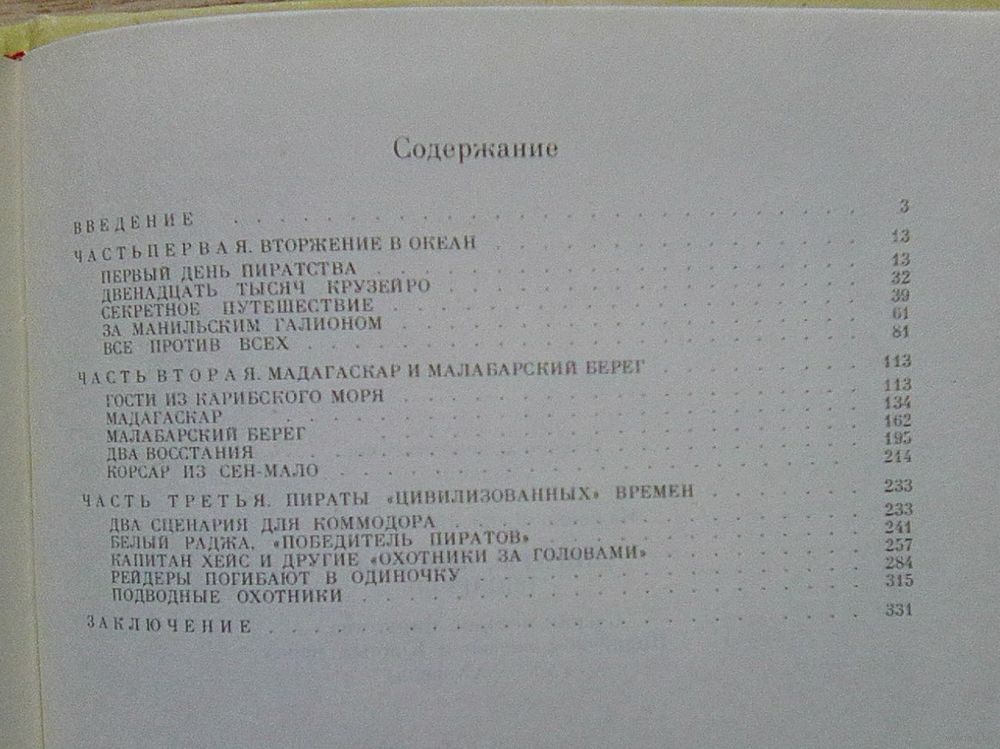 Содержание
ВВЕДЕНИЕ . . . . . . . . . . . . . . . . . . . . 3
ЧАСТЬ ПЕРВАЯ. ВТОРЖЕНИЕ В ОКЕАН . . . . . . . . . . 13
ПЕРВЫЙ ДЕНЬ ПИРАТСТВА . . . . . . . . . . . . . . 13
ДВЕНАДЦАТЬ ТЫСЯЧ КРУЗЕЙРО . . . . . . . . . . . . 32
СЕКРЕТНОЕ ПУТЕШЕСТВИЕ . . . . . . . . . . . . . . 39
ЗА МАНИЛЬСКИМ ГАЛИОНОМ . . . . . . . . . . . . . 61
ВСЕ ПРОТИВ ВСЕХ . . . . . . . . . . . . . . . . . 81
ЧАСТЬ ВТОРАЯ. МАДАГАСКАР И МАЛАБАРСКИЙ БЕРЕГ . . . . . 113
ГОСТИ ИЗ КАРИБСКОГО МОРЯ . . . . . . . . . . . . . 113
МАДАГАСКАР . . . . . . . . . . . . . . . . . . . 134
МАЛАБАРСКИЙ БЕРЕГ . . . . . . . . . . . . . . . . 162
ДВА ВОССТАНИЯ . . . . . . . . . . . . . . . . . . 195
КОРСАР ИЗ СЕН-МАЛО . . . . . . . . . . . . . . . 214
ЧАСТЬ ТРЕТЬЯ. ПИРАТЫ «ЦИВИЛИЗОВАННЫХ» ВРЕМЕН . . . . 233
ДВА СЦЕНАРИЯ ДЛЯ КОММОДОРА . . . . . . . . . . . . 233
БЕЛЫЙ РАДЖА, «ПОБЕДИТЕЛЬ ПИРАТОВ» . . . . . . . . . 241
КАПИТАН ХЕЙС И ДРУГИЕ «ОХОТНИКИ ЗА ГОЛОВАМИ» . . . . 257
РЕЙДЕРЫ ПОГИБАЮТ В ОДИНОЧКУ . . . . . . . . . . . 284
ПОДВОДНЫЕ ОХОТНИКИ . . . . . . . . . . . . . . . 315
ЗАКЛЮЧЕНИЕ . . . . . . . . . . . . . . . . . . . 331